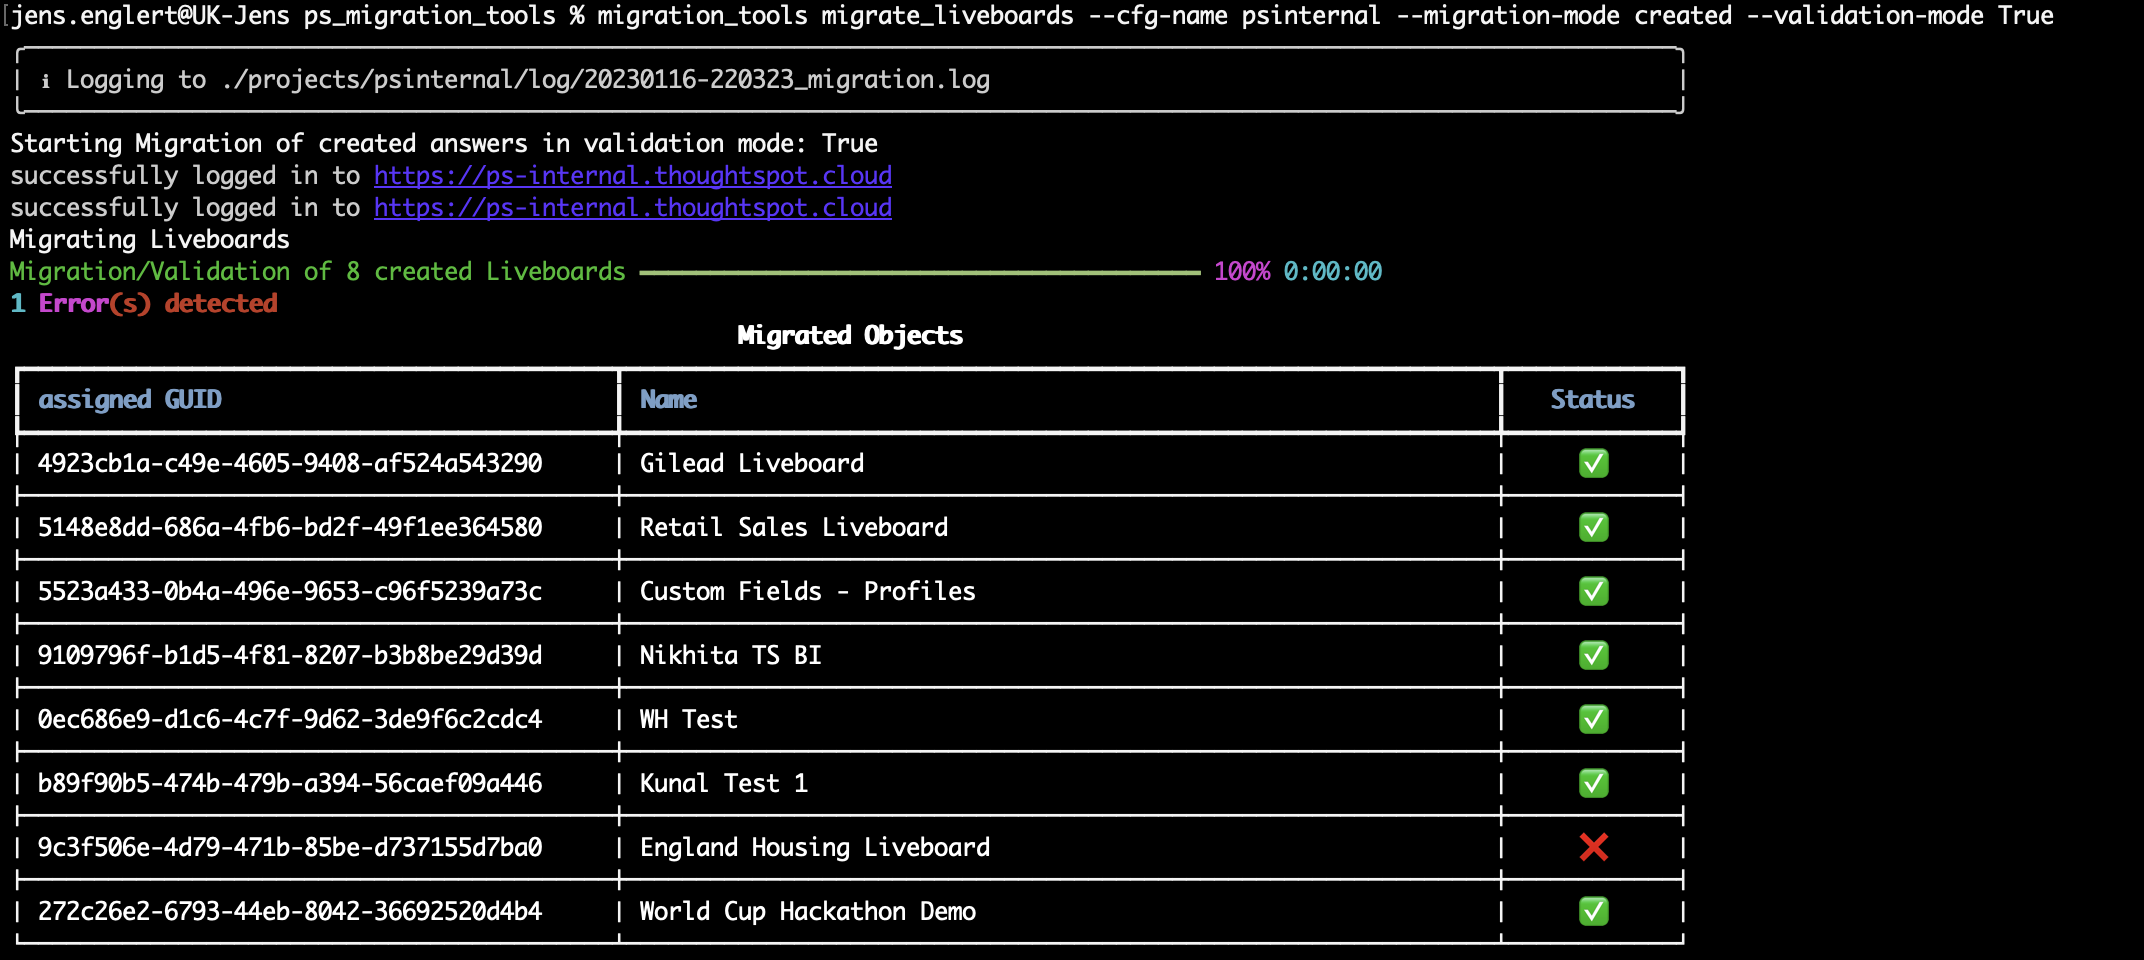 jens.englert@UK-Jens ps_migration_tools % migration_tools migrate_liveboards --cfg-name psinternal --migration-mode created --validation-mode True
ℹ Logging to ./projects/psinternal/log/20230116-220323_migration.log
Starting Migration of created answers in validation mode: True
successfully logged in to https://ps-internal.thoughtspot.cloud
successfully logged in to https://ps-internal.thoughtspot.cloud
Migrating Liveboards
Migration/Validation of 8 created Liveboards 100% 0:00:00
1 Error(s) detected
Migrated Objects
assigned GUID Name Status
4923cb1a-c49e-4605-9408-af524a543290 Gilead Liveboard ✅
5148e8dd-686a-4fb6-bd2f-49f1ee364580 Retail Sales Liveboard ✅
5523a433-0b4a-496e-9653-c96f5239a73c Custom Fields - Profiles ✅
9109796f-b1d5-4f81-8207-b3b8be29d39d Nikhita TS BI ✅
0ec686e9-d1c6-4c7f-9d62-3de9f6c2cdc4 WH Test ✅
b89f90b5-474b-479b-a394-56caef09a446 Kunal Test 1 ✅
9c3f506e-4d79-471b-85be-d737155d7ba0 England Housing Liveboard ❌
272c26e2-6793-44eb-8042-36692520d4b4 World Cup Hackathon Demo ✅